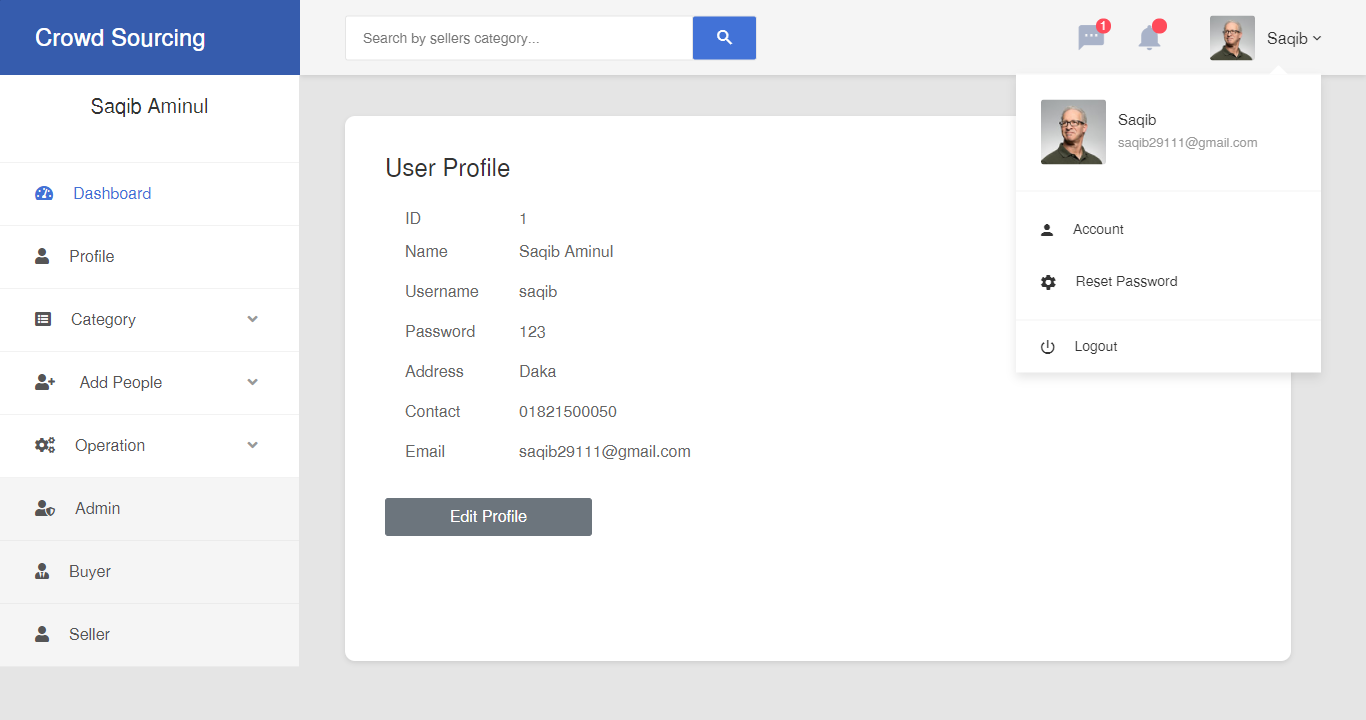 Crowd Sourcing
Search by sellers category...
1
Saqib
Saqib Aminul
Dashboard
Profile
Category
Add People
Operation
Admin
Buyer
Seller
User Profile
ID 1
Name Saqib Aminul
Username saqib
Password 123
Address Daka
Contact 01821500050
Email saqib29111@gmail.com
Edit Profile
Saqib
saqib29111@gmail.com
Account
Reset Password
Logout